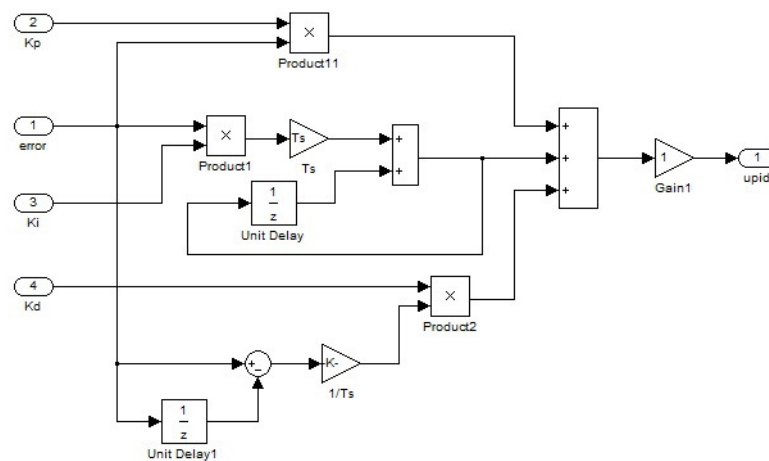 2
Kp
×
Product11
1
error
×
Product1
Ts
Ts
+
+
3
Ki
1
z
Unit Delay
+
+
+
1
Gain1
1
upid
4
Kd
×
Product2
+
−
K-
1/Ts
1
z
Unit Delay1